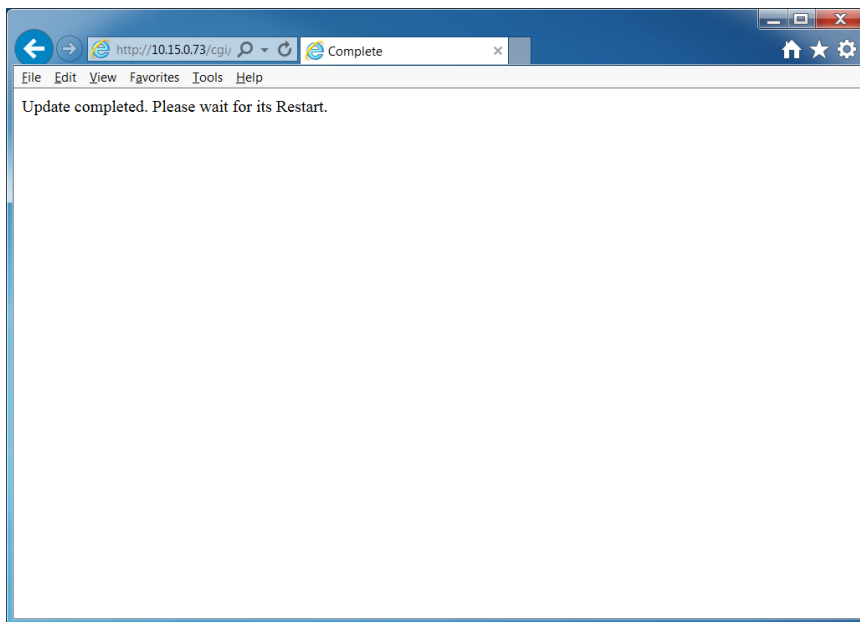 http://10.15.0.73/cgi/
Complete
File Edit View Favorites Tools Help
Update completed. Please wait for its Restart.